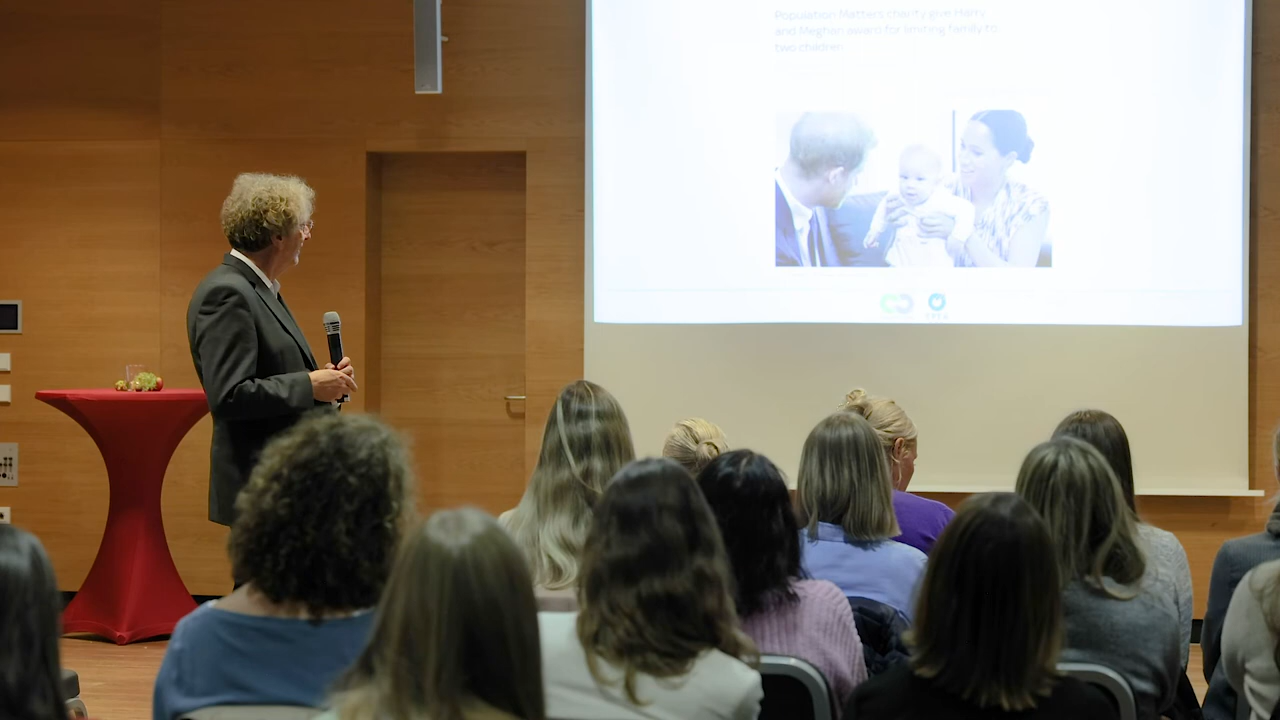 Population Matters charity give Harry
and Meghan award for limiting family to
two children